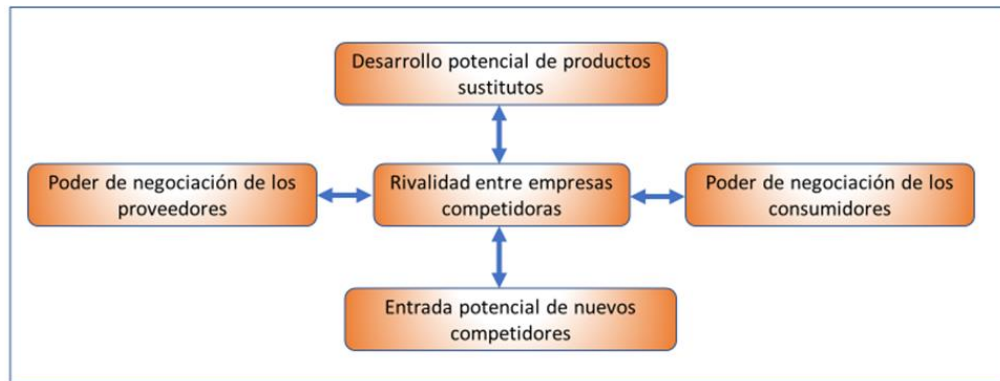 Desarrollo potencial de productos
sustitutos
Poder de negociación de los
proveedores
Rivalidad entre empresas
competidoras
Poder de negociación de los
consumidores
Entrada potencial de nuevos
competidores